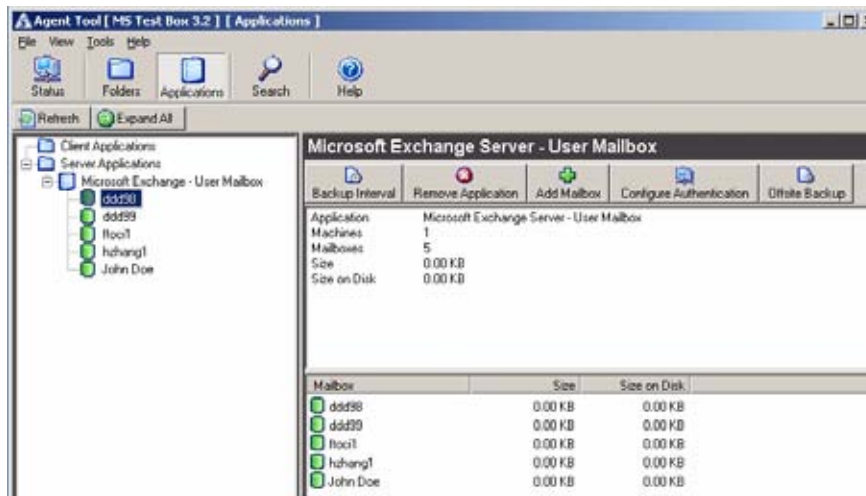 Agent Tool [ MS Test Box 3.2 ] [ Applications ]
File View Tools Help
Status Folders Applications Search Help
Refresh Expand All
Client Applications
Server Applications
Microsoft Exchange - User Mailbox
ddd98
ddd99
ftoci1
hzhang1
John Doe
Microsoft Exchange Server - User Mailbox
Backup Interval Remove Application Add Mailbox Configure Authentication Offsite Backup
Application Microsoft Exchange Server - User Mailbox
Machines 1
Mailboxes 5
Size 0.00 KB
Size on Disk 0.00 KB
Mailbox Size Size on Disk
ddd98 0.00 KB 0.00 KB
ddd99 0.00 KB 0.00 KB
ftoci1 0.00 KB 0.00 KB
hzhang1 0.00 KB 0.00 KB
John Doe 0.00 KB 0.00 KB